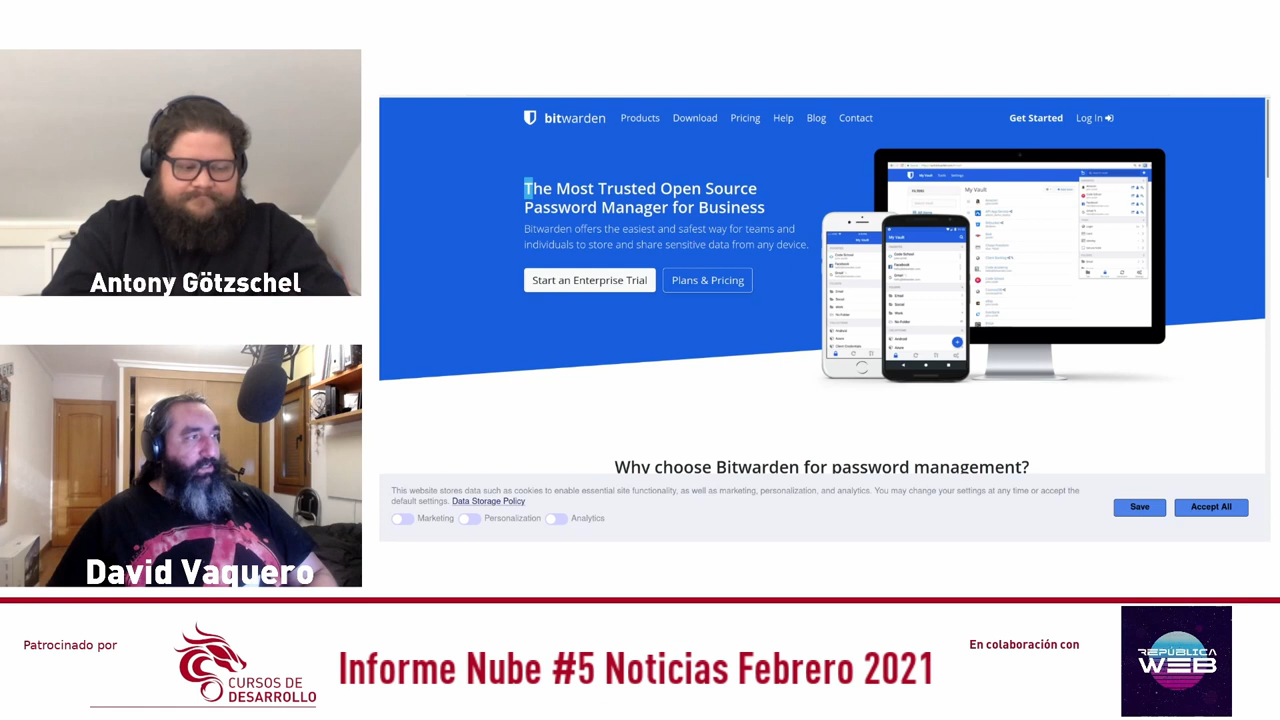 Antony Götzschel
David Vaquero
bitwarden
Products
Download
Pricing
Help
Blog
Contact
Get Started
Log In
The Most Trusted Open Source
Password Manager for Business
Bitwarden offers the easiest and safest way for teams and
individuals to store and share sensitive data from any device.
Start an Enterprise Trial
Plans & Pricing
My Vault
My Vault
Why choose Bitwarden for password management?
This website stores data such as cookies to enable essential site functionality, as well as marketing, personalization, and analytics. You may change your settings at any time or accept the
default settings. Data Storage Policy
Marketing
Personalization
Analytics
Save
Accept All
Patrocinado por
CURSOS DE
DESARROLLO
Informe Nube #5 Noticias Febrero 2021
En colaboración con
REPÚBLICA
WEB